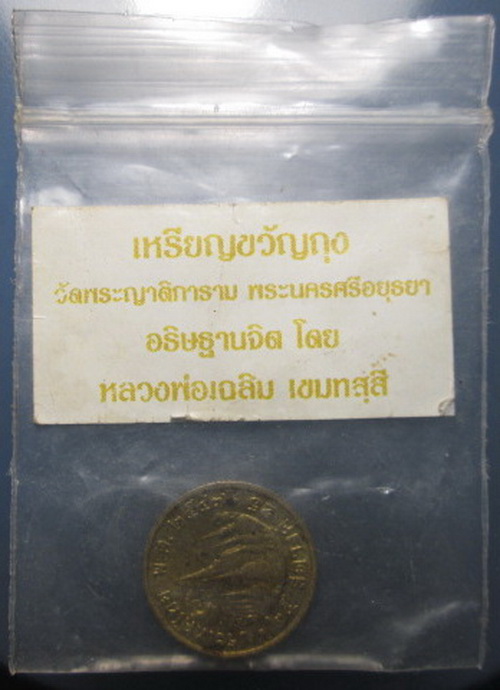 เหรียญขวัญถุง
วัดพระญาติการาม พระนครศรีอยุธยา
อธิษฐานจิต โดย
หลวงพ่อเฉลิม เขมทสฺสี